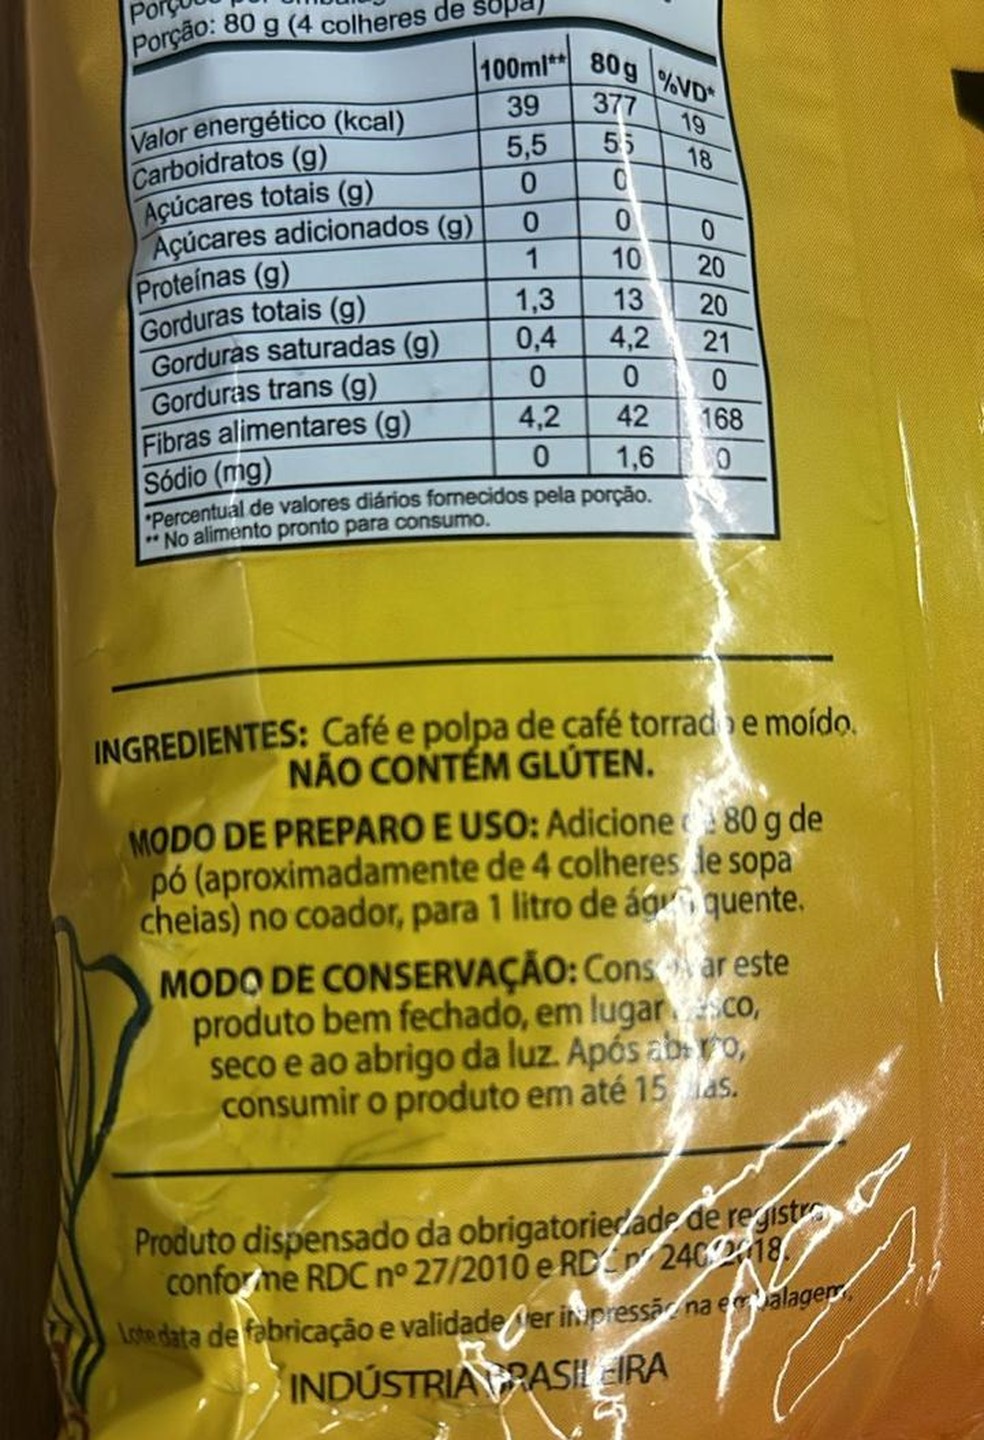 Porção: 80 g (4 colheres de sopa)
100ml** 80g %VD*
Valor energético (kcal) 39 377 19
Carboidratos (g) 5,5 55 18
Açúcares totais (g) 0 0
Açúcares adicionados (g) 0 0 0
Proteínas (g) 1 10 20
Gorduras totais (g) 1,3 13 20
Gorduras saturadas (g) 0,4 4,2 21
Gorduras trans (g) 0 0 0
Fibras alimentares (g) 4,2 42 168
Sódio (mg) 0 1,6 0
*Percentual de valores diários fornecidos pela porção.
** No alimento pronto para consumo.
INGREDIENTES: Café e polpa de café torrado e moído.
NÃO CONTÉM GLÚTEN.
MODO DE PREPARO E USO: Adicione de 80 g de
pó (aproximadamente de 4 colheres de sopa
cheias) no coador, para 1 litro de água quente.
MODO DE CONSERVAÇÃO: Conservar este
produto bem fechado, em lugar fresco,
seco e ao abrigo da luz. Após aberto,
consumir o produto em até 15 dias.
Produto dispensado da obrigatoriedade de registro,
conforme RDC nº 27/2010 e RDC nº 240/2018.
Lote data de fabricação e validade, ver impressão na embalagem.
INDÚSTRIA BRASILEIRA